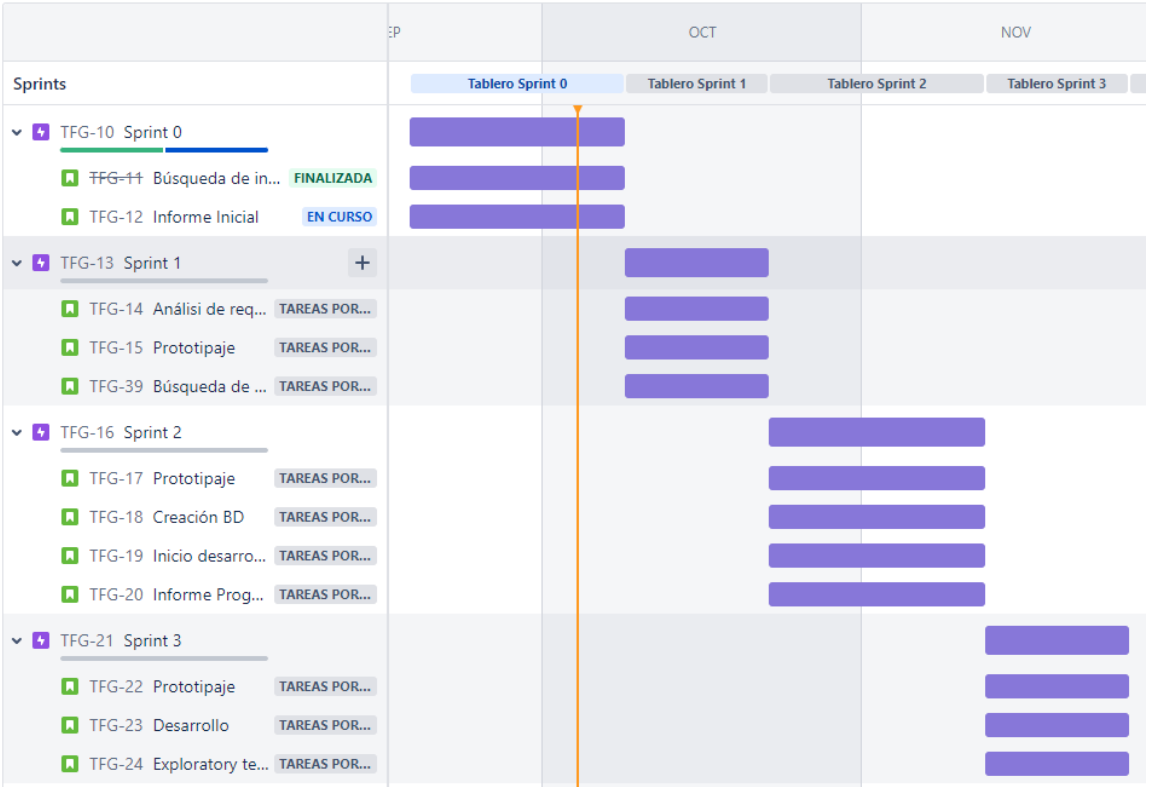 EP OCT NOV
Sprints Tablero Sprint 0 Tablero Sprint 1 Tablero Sprint 2 Tablero Sprint 3
TFG-10 Sprint 0
TFG-11 Búsqueda de in... FINALIZADA
TFG-12 Informe Inicial EN CURSO
TFG-13 Sprint 1 +
TFG-14 Análisi de req... TAREAS POR...
TFG-15 Prototipaje TAREAS POR...
TFG-39 Búsqueda de ... TAREAS POR...
TFG-16 Sprint 2
TFG-17 Prototipaje TAREAS POR...
TFG-18 Creación BD TAREAS POR...
TFG-19 Inicio desarro... TAREAS POR...
TFG-20 Informe Prog... TAREAS POR...
TFG-21 Sprint 3
TFG-22 Prototipaje TAREAS POR...
TFG-23 Desarrollo TAREAS POR...
TFG-24 Exploratory te... TAREAS POR...